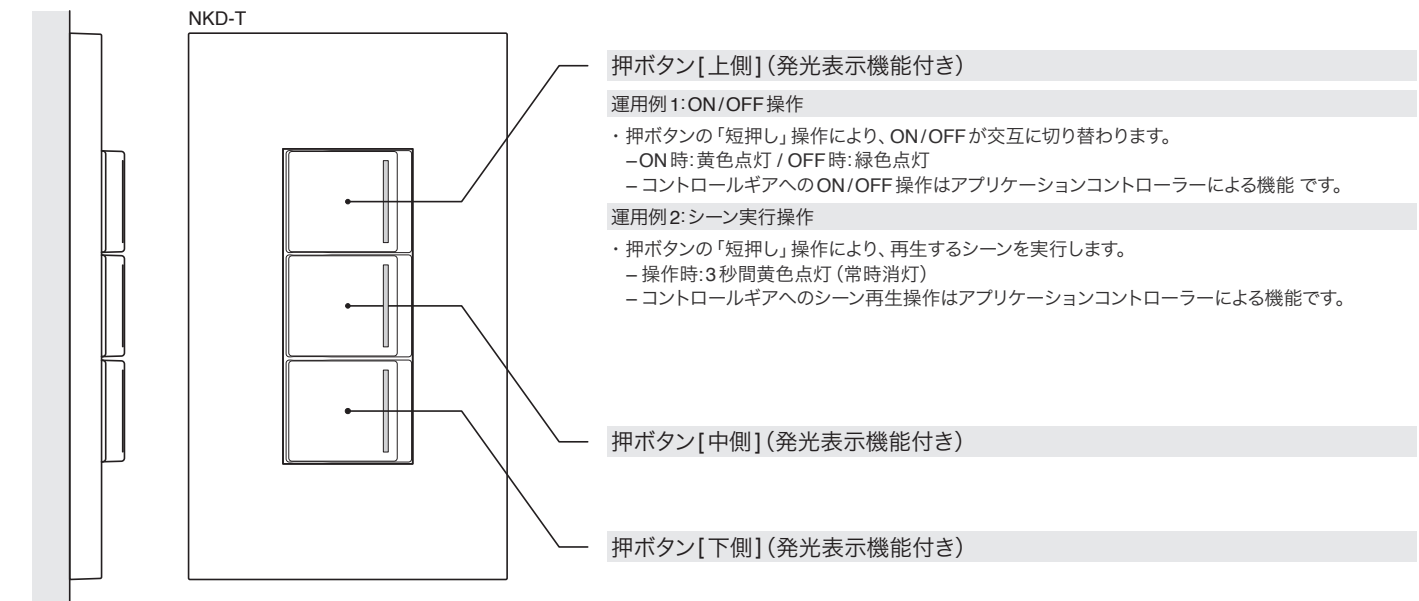 NKD-T
押ボタン[上側](発光表示機能付き)
運用例1:ON/OFF操作
・押ボタンの「短押し」操作により、ON/OFFが交互に切り替わります。
–ON時:黄色点灯 / OFF時:緑色点灯
–コントロールギアへのON/OFF操作はアプリケーションコントローラーによる機能 です。
運用例2:シーン実行操作
・押ボタンの「短押し」操作により、再生するシーンを実行します。
–操作時:3秒間黄色点灯(常時消灯)
–コントロールギアへのシーン再生操作はアプリケーションコントローラーによる機能です。
押ボタン[中側](発光表示機能付き)
押ボタン[下側](発光表示機能付き)